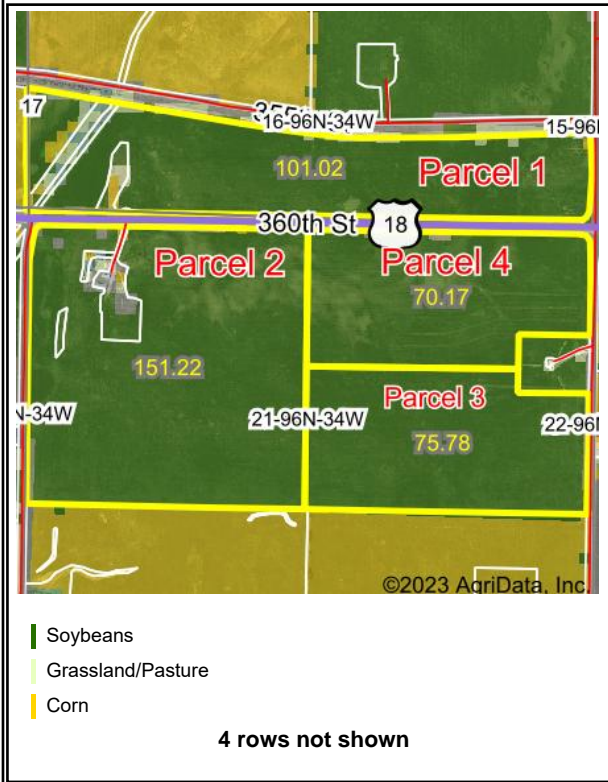 17
16-96N-34W
15-96N
101.02
Parcel 1
360th St
18
Parcel 2
Parcel 4
70.17
151.22
Parcel 3
N-34W
21-96N-34W
75.78
22-96N
©2023 AgriData, Inc.
Soybeans
Grassland/Pasture
Corn
4 rows not shown